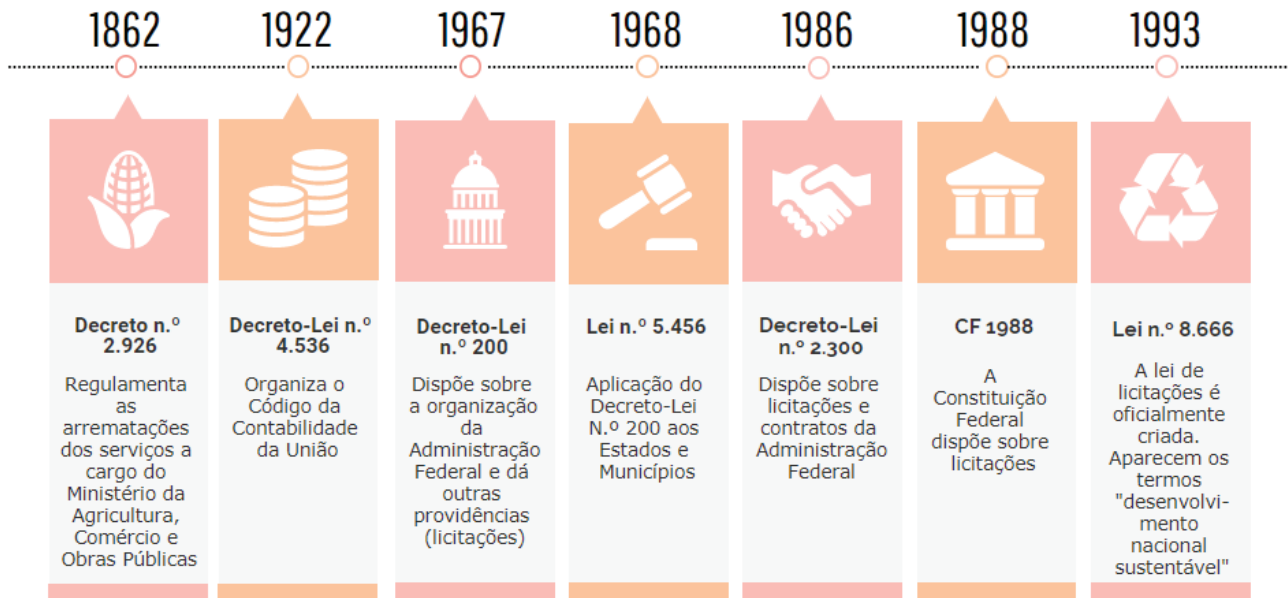 1862
1922
1967
1968
1986
1988
1993
Decreto n.º
2.926
Regulamenta
as
arrematações
dos serviços a
cargo do
Ministério da
Agricultura,
Comércio e
Obras Públicas
Decreto-Lei n.º
4.536
Organiza o
Código da
Contabilidade
da União
Decreto-Lei
n.º 200
Dispõe sobre
a organização
da
Administração
Federal e dá
outras
providências
(licitações)
Lei n.º 5.456
Aplicação do
Decreto-Lei
N.º 200 aos
Estados e
Municípios
Decreto-Lei
n.º 2.300
Dispõe sobre
licitações e
contratos da
Administração
Federal
CF 1988
A
Constituição
Federal
dispõe sobre
licitações
Lei n.º 8.666
A lei de
licitações é
oficialmente
criada.
Aparecem os
termos
"desenvolvi-
mento
nacional
sustentável"